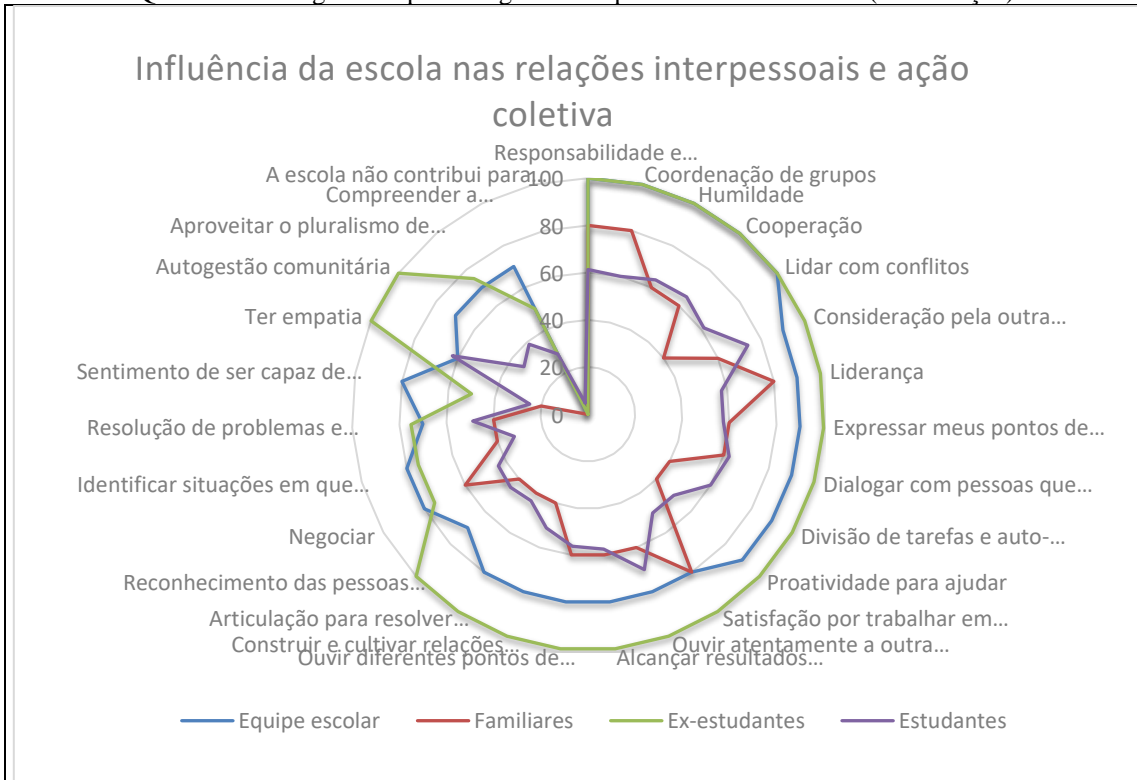 Influência da escola nas relações interpessoais e ação
coletiva
Responsabilidade e...
A escola não contribui para...
Coordenação de grupos
Compreender a...
Humildade
Aproveitar o pluralismo de...
Cooperação
Autogestão comunitária
Lidar com conflitos
Ter empatia
Consideração pela outra...
Sentimento de ser capaz de...
Liderança
Resolução de problemas e...
Expressar meus pontos de...
Identificar situações em que...
Dialogar com pessoas que...
Negociar
Divisão de tarefas e auto-...
Reconhecimento das pessoas...
Proatividade para ajudar
Articulação para resolver...
Satisfação por trabalhar em...
Construir e cultivar relações...
Ouvir atentamente a outra...
Ouvir diferentes pontos de...
Alcançar resultados...
100
80
60
40
20
0
Equipe escolar
Familiares
Ex-estudantes
Estudantes